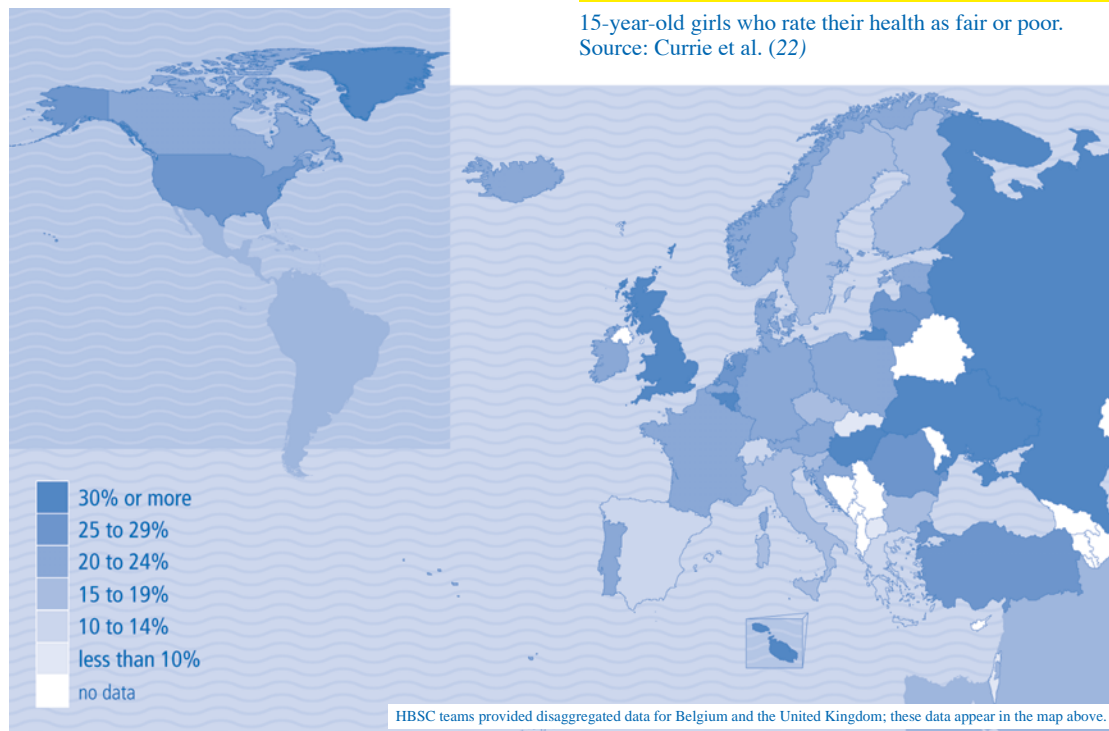 15-year-old girls who rate their health as fair or poor.
Source: Currie et al. (22)
30% or more
25 to 29%
20 to 24%
15 to 19%
10 to 14%
less than 10%
no data
HBSC teams provided disaggregated data for Belgium and the United Kingdom; these data appear in the map above.